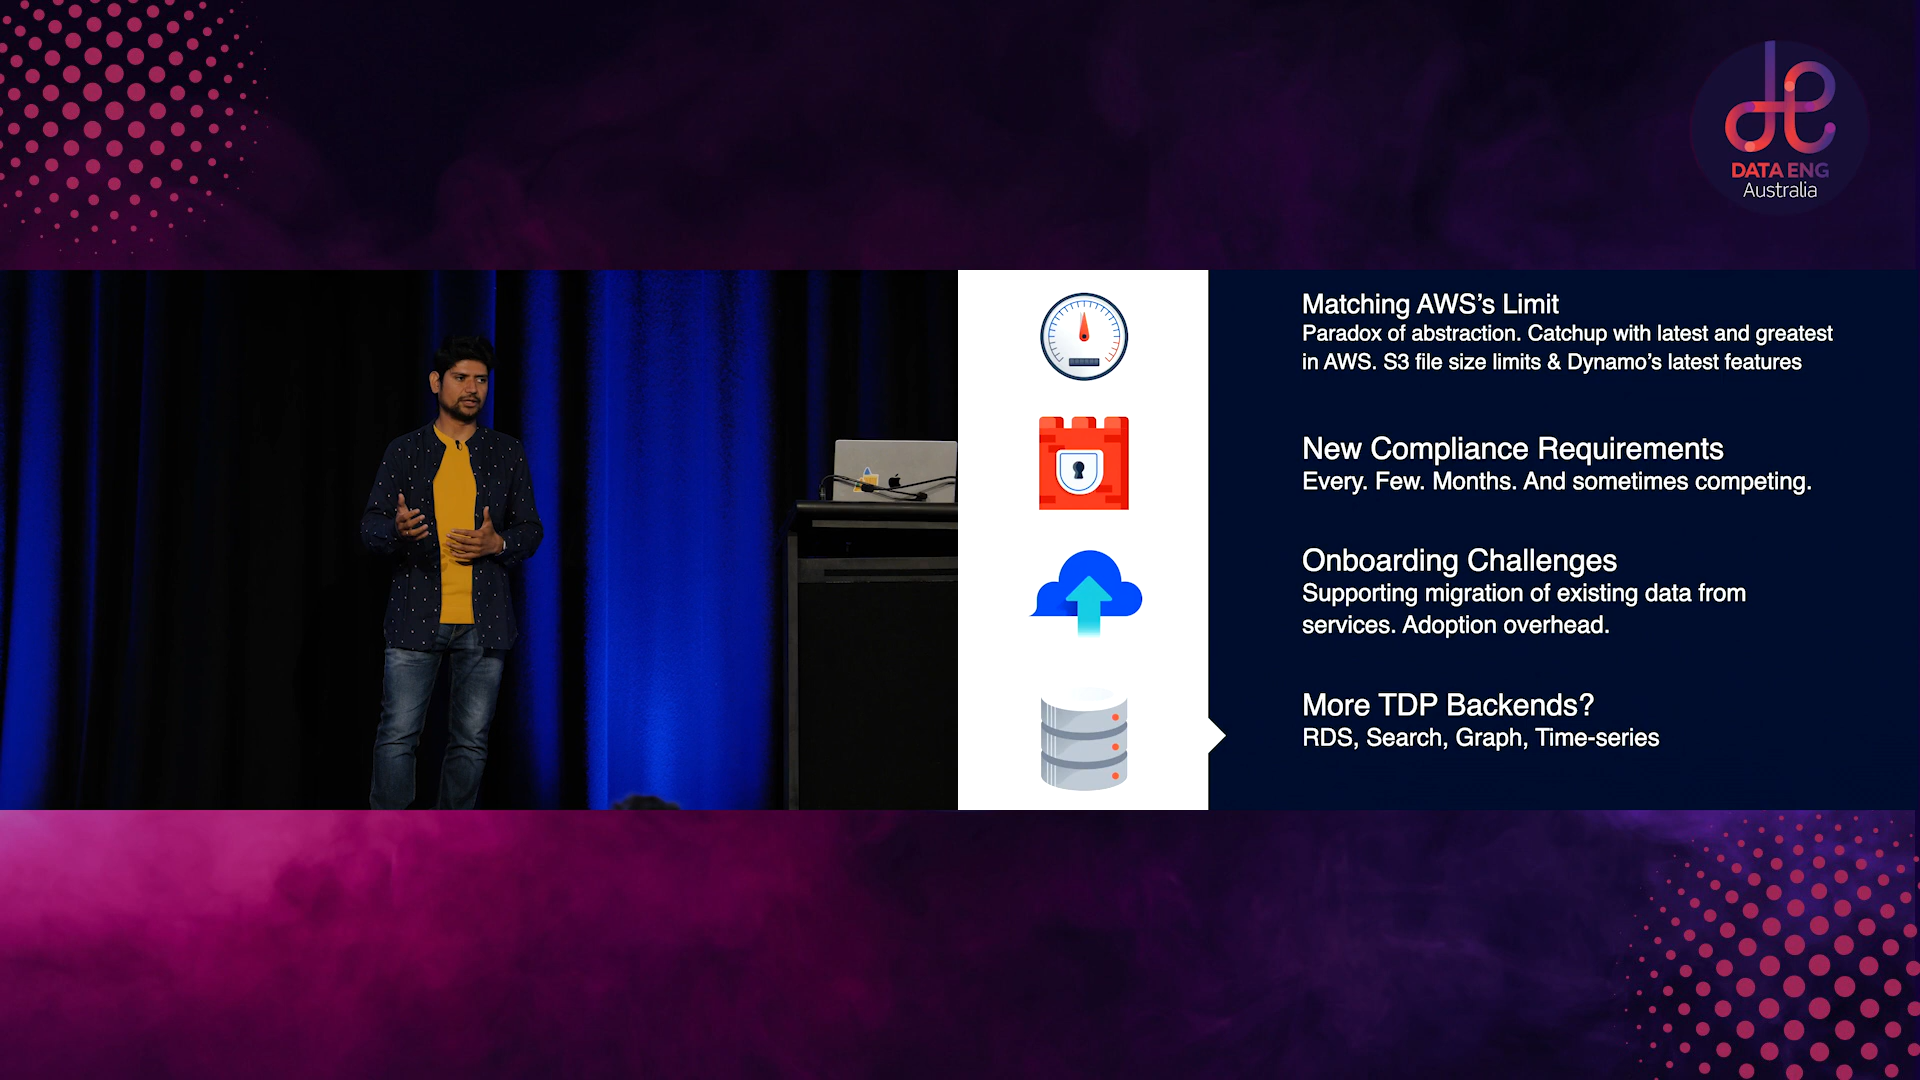 DATA ENG
Australia
Matching AWS's Limit
Paradox of abstraction. Catchup with latest and greatest
in AWS. S3 file size limits & Dynamo's latest features
New Compliance Requirements
Every. Few. Months. And sometimes competing.
Onboarding Challenges
Supporting migration of existing data from
services. Adoption overhead.
More TDP Backends?
RDS, Search, Graph, Time-series